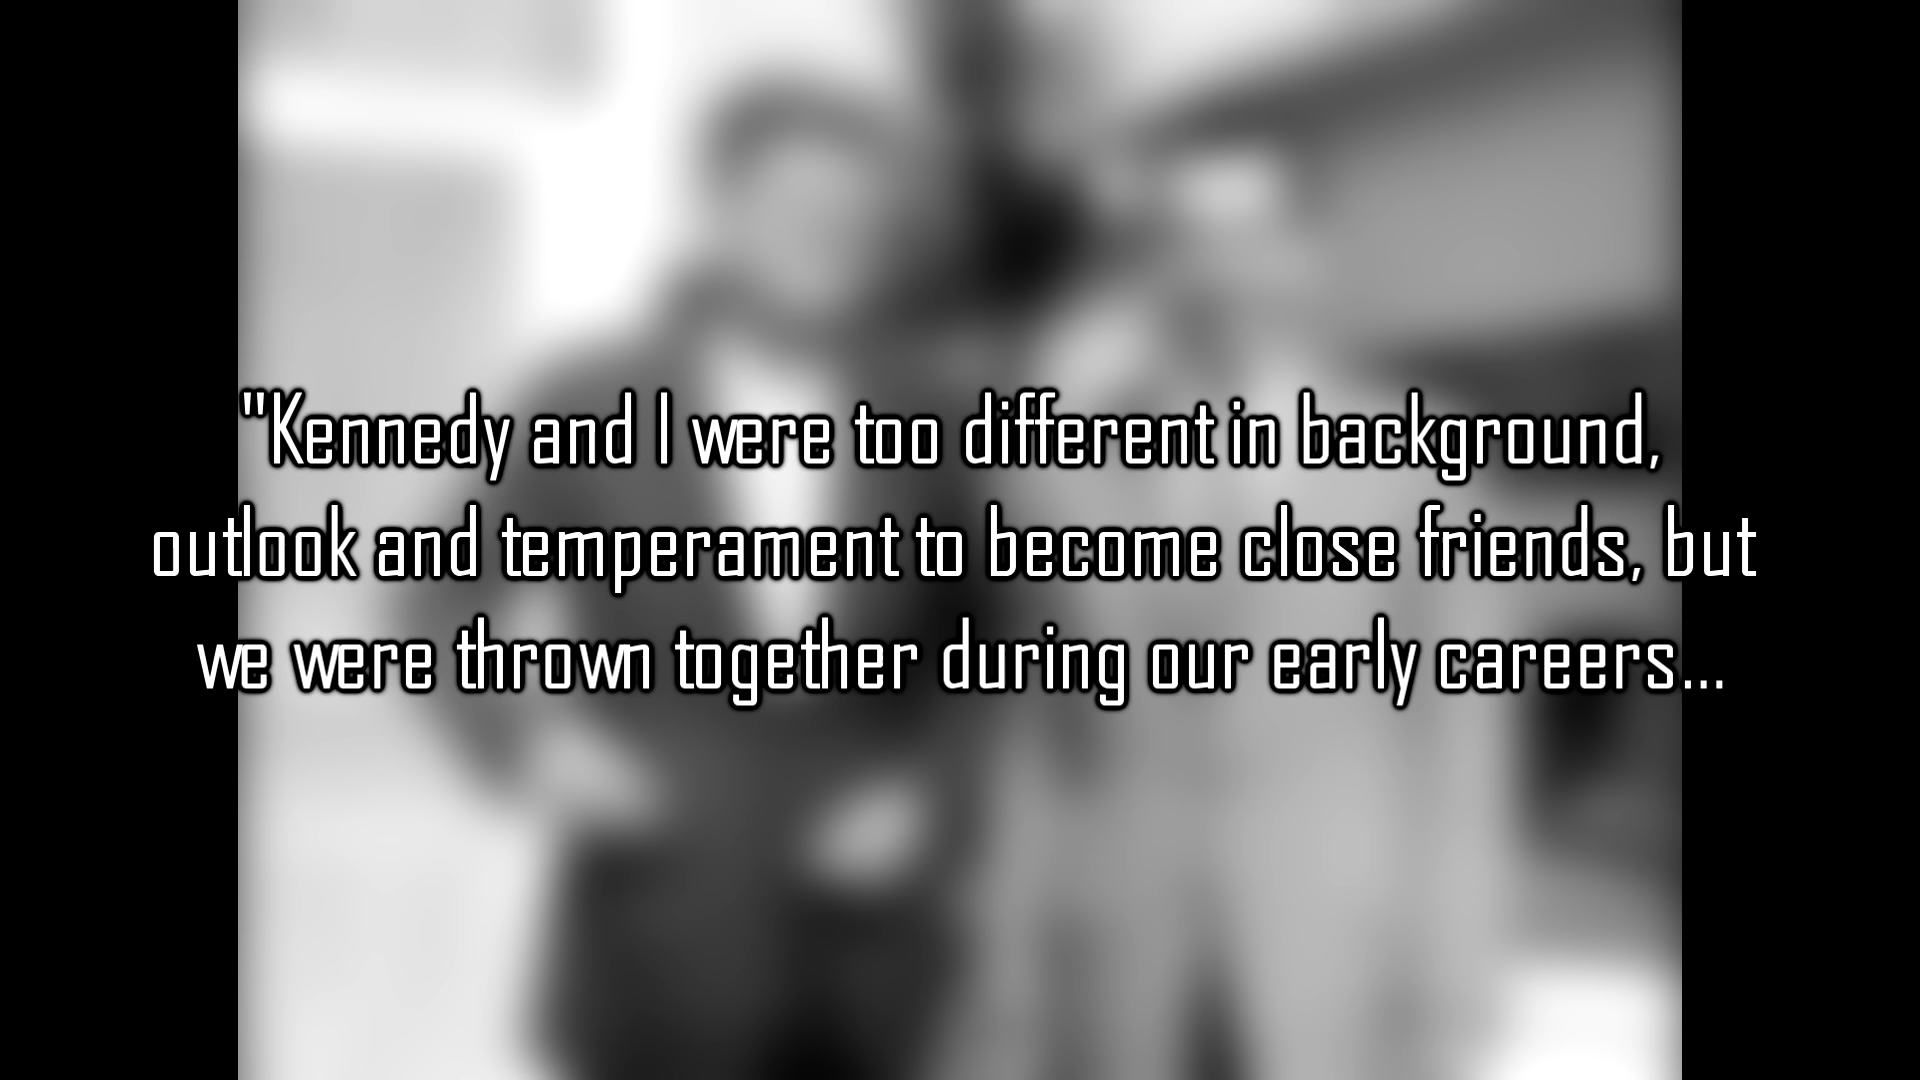 "Kennedy and I were too different in background,
outlook and temperament to become close friends, but
we were thrown together during our early careers...